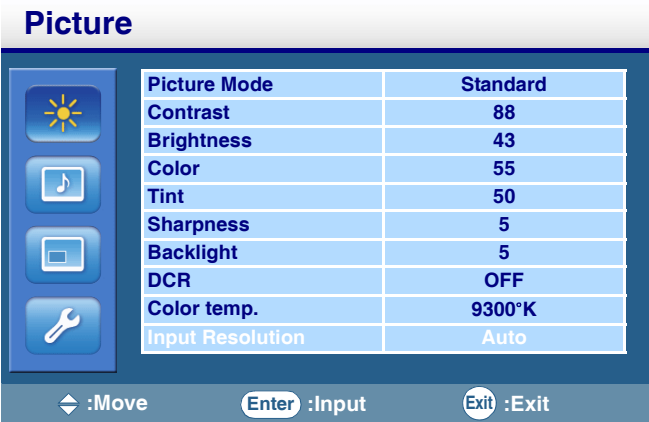 Picture
Picture Mode Standard
Contrast 88
Brightness 43
Color 55
Tint 50
Sharpness 5
Backlight 5
DCR OFF
Color temp. 9300°K
Input Resolution Auto
:Move Enter :Input Exit :Exit